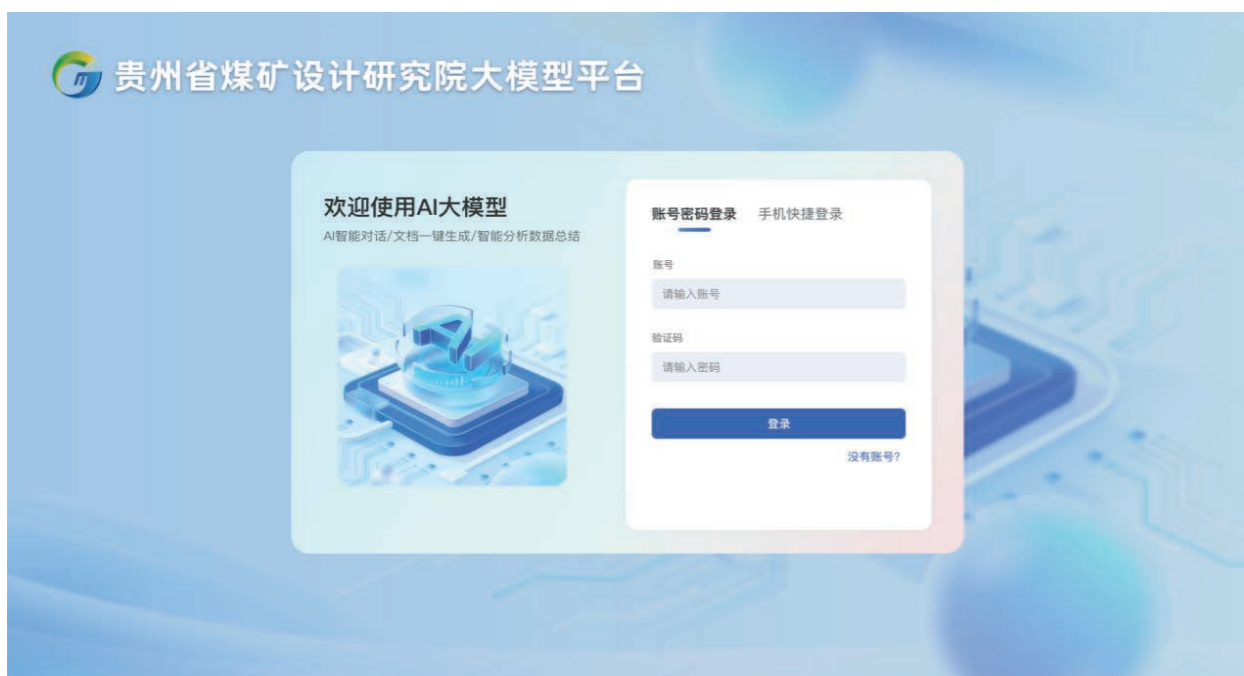 贵州省煤矿设计研究院大模型平台
欢迎使用AI大模型
AI智能对话/文档一键生成/智能分析数据总结
AI
账号密码登录 手机快捷登录
账号
请输入账号
验证码
请输入密码
登录
没有账号?